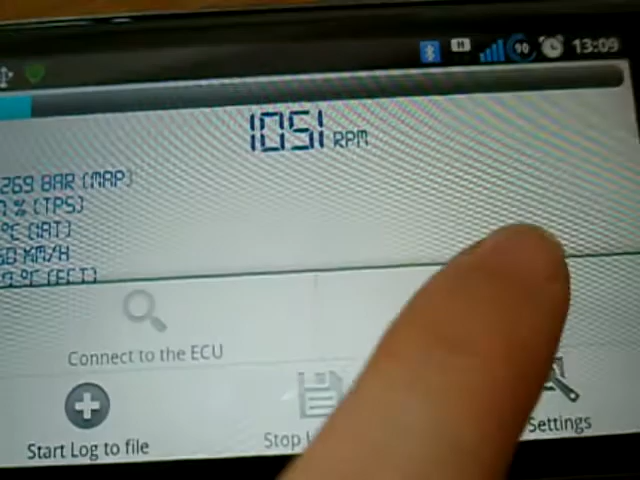 H 90 13:09
1051 RPM
269 BAR (MAP)
% (TPS)
°C (IAT)
KM/H
°C (ECT)
Connect to the ECU
Start Log to file
Stop
Settings